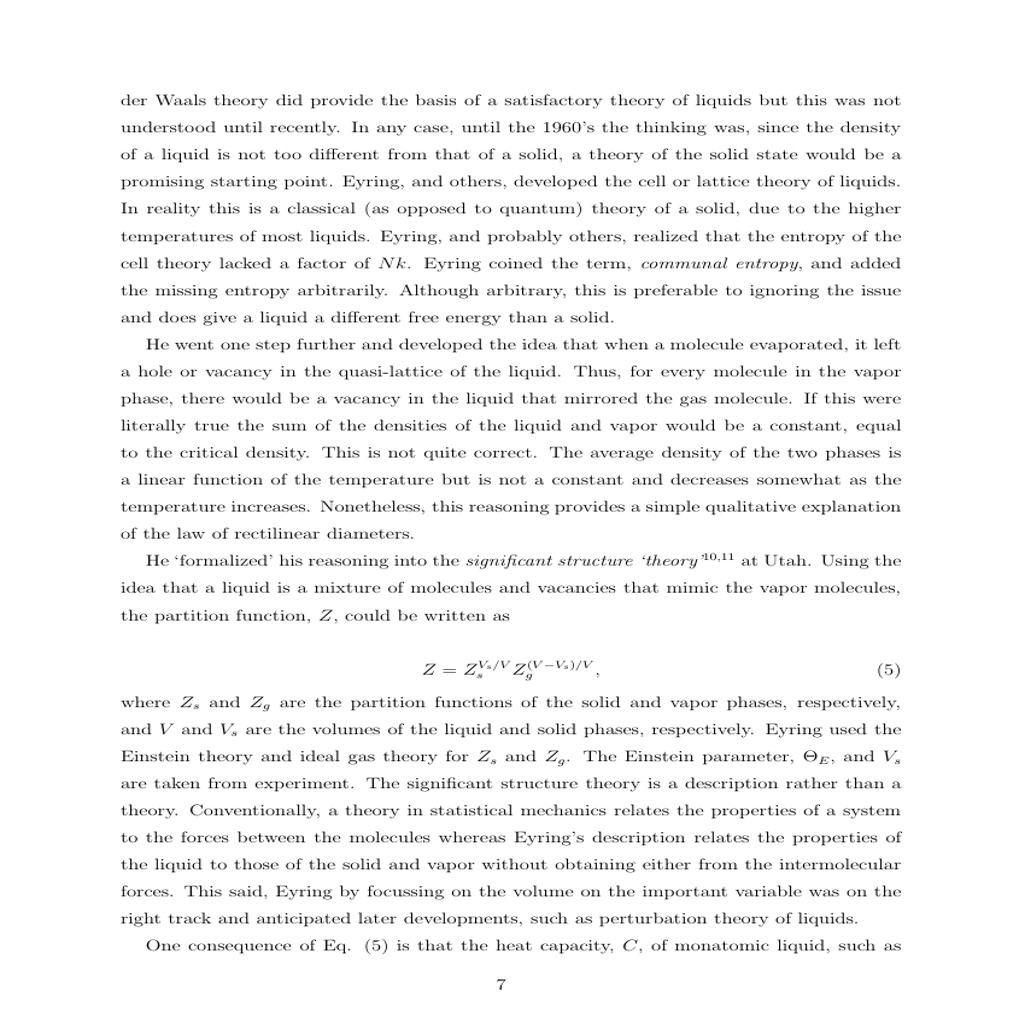 der Waals theory did provide the basis of a satisfactory theory of liquids but this was not
understood until recently. In any case, until the 1960's the thinking was, since the density
of a liquid is not too different from that of a solid, a theory of the solid state would be a
promising starting point. Eyring, and others, developed the cell or lattice theory of liquids.
In reality this is a classical (as opposed to quantum) theory of a solid, due to the higher
temperatures of most liquids. Eyring, and probably others, realized that the entropy of the
cell theory lacked a factor of Nk. Eyring coined the term, communal entropy, and added
the missing entropy arbitrarily. Although arbitrary, this is preferable to ignoring the issue
and does give a liquid a different free energy than a solid.
He went one step further and developed the idea that when a molecule evaporated, it left
a hole or vacancy in the quasi-lattice of the liquid. Thus, for every molecule in the vapor
phase, there would be a vacancy in the liquid that mirrored the gas molecule. If this were
literally true the sum of the densities of the liquid and vapor would be a constant, equal
to the critical density. This is not quite correct. The average density of the two phases is
a linear function of the temperature but is not a constant and decreases somewhat as the
temperature increases. Nonetheless, this reasoning provides a simple qualitative explanation
of the law of rectilinear diameters.
He ‘formalized’ his reasoning into the significant structure ‘theory’10,11 at Utah. Using the
idea that a liquid is a mixture of molecules and vacancies that mimic the vapor molecules,
the partition function, Z, could be written as
Z = Z_s^{V_s/V} Z_g^{(V−V_s)/V}, (5)
where Z_s and Z_g are the partition functions of the solid and vapor phases, respectively,
and V and V_s are the volumes of the liquid and solid phases, respectively. Eyring used the
Einstein theory and ideal gas theory for Z_s and Z_g. The Einstein parameter, Θ_E, and V_s
are taken from experiment. The significant structure theory is a description rather than a
theory. Conventionally, a theory in statistical mechanics relates the properties of a system
to the forces between the molecules whereas Eyring's description relates the properties of
the liquid to those of the solid and vapor without obtaining either from the intermolecular
forces. This said, Eyring by focussing on the volume on the important variable was on the
right track and anticipated later developments, such as perturbation theory of liquids.
One consequence of Eq. (5) is that the heat capacity, C, of monatomic liquid, such as
7